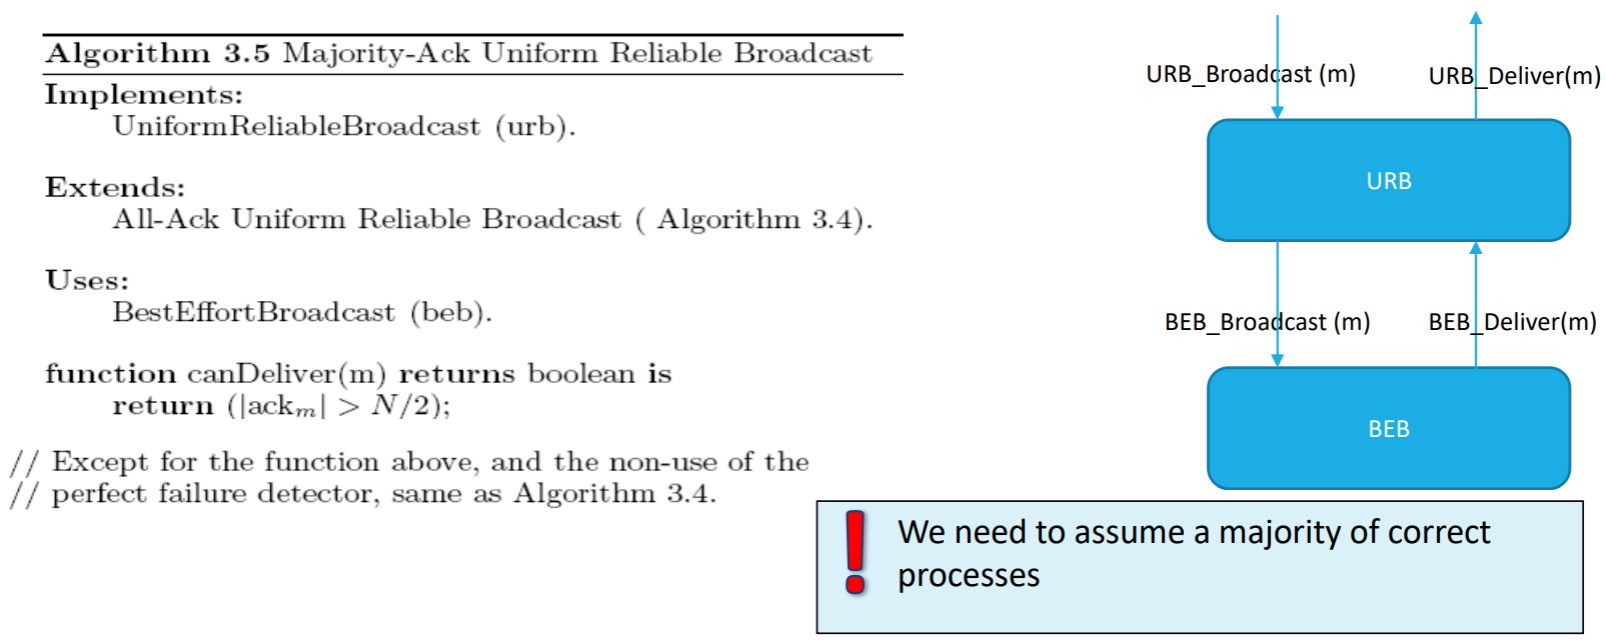 Algorithm 3.5 Majority-Ack Uniform Reliable Broadcast
Implements:
UniformReliableBroadcast (urb).
Extends:
All-Ack Uniform Reliable Broadcast ( Algorithm 3.4).
Uses:
BestEffortBroadcast (beb).
function canDeliver(m) returns boolean is
return (|ackₘ| > N/2);
// Except for the function above, and the non-use of the
// perfect failure detector, same as Algorithm 3.4.
URB_Broadcast (m)
URB_Deliver(m)
URB
BEB_Broadcast (m)
BEB_Deliver(m)
BEB
We need to assume a majority of correct
processes